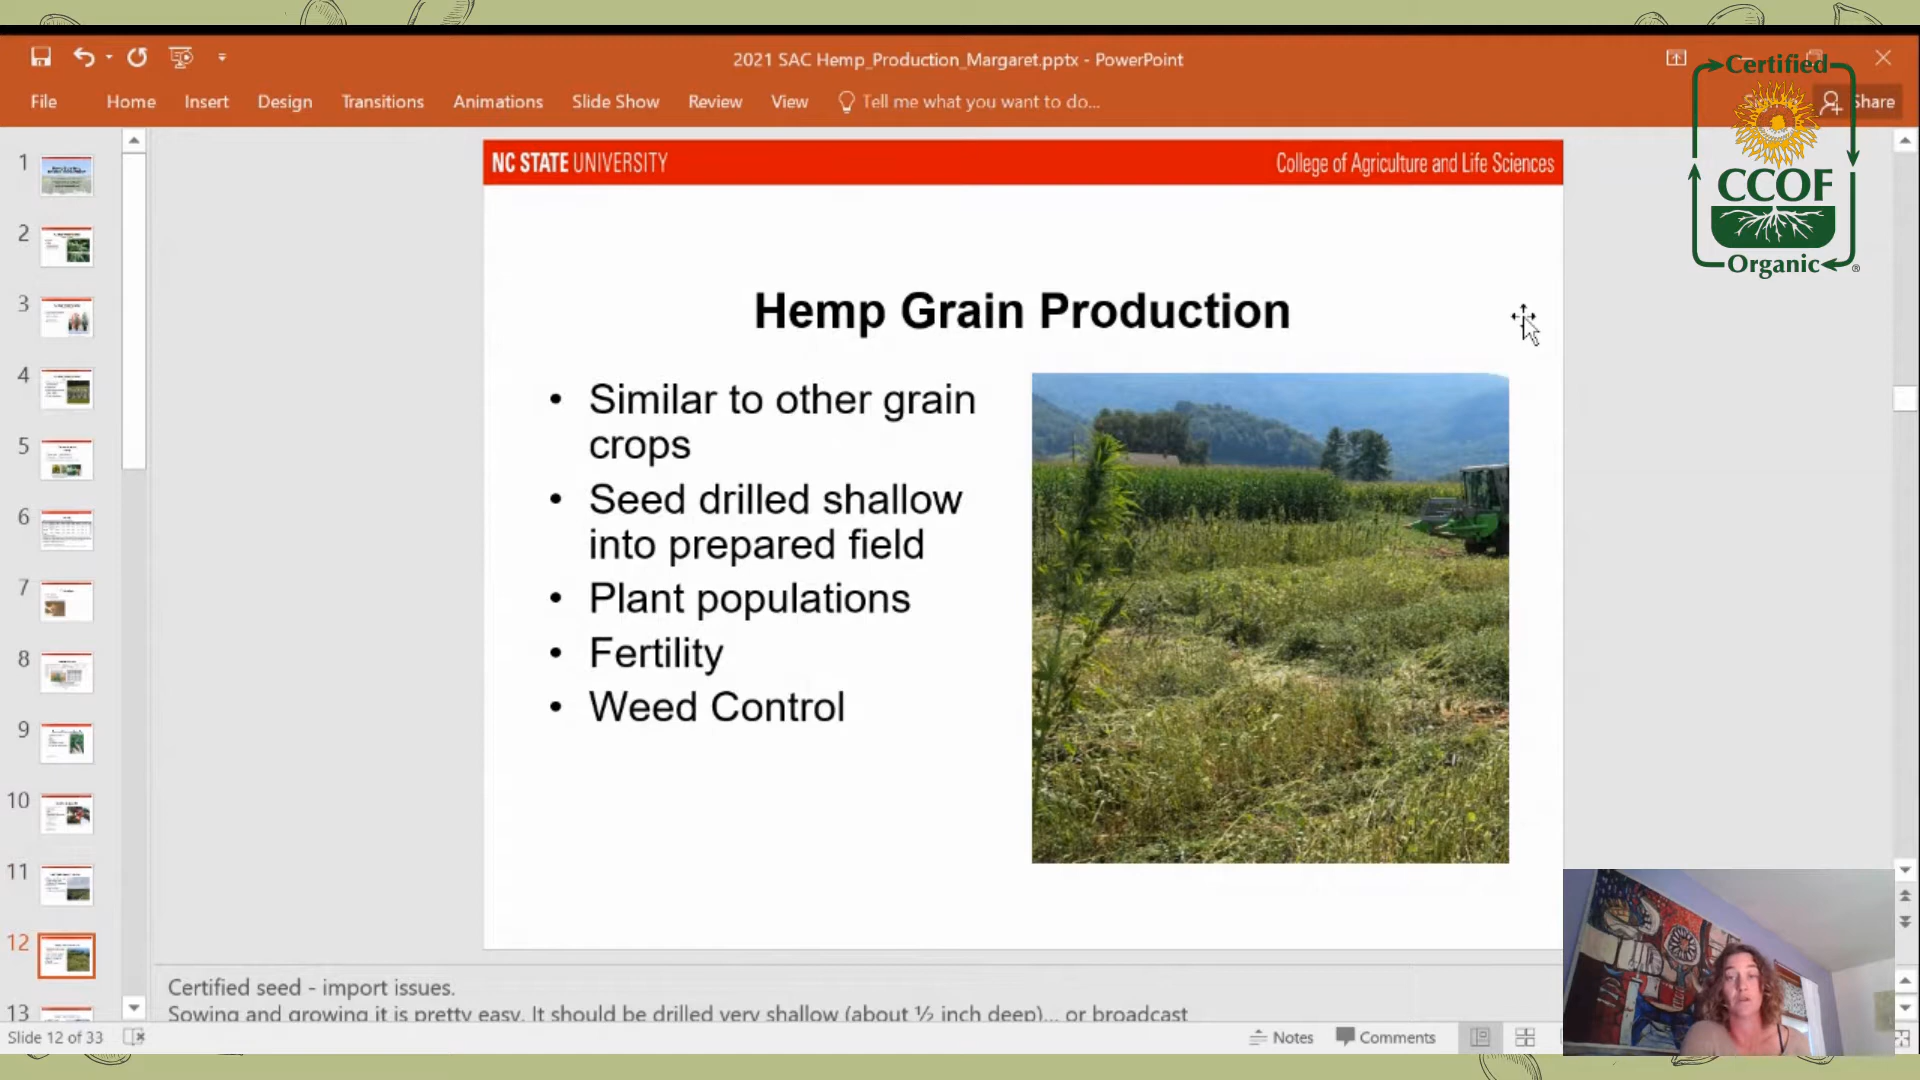 2021 SAC Hemp_Production_Margaret.pptx - PowerPoint
File Home Insert Design Transitions Animations Slide Show Review View Tell me what you want to do... Share
Certified
CCOF
Organic
®
NC STATE UNIVERSITY College of Agriculture and Life Sciences
Hemp Grain Production
• Similar to other grain
crops
• Seed drilled shallow
into prepared field
• Plant populations
• Fertility
• Weed Control
1
2
3
4
5
6
7
8
9
10
11
12
13
Certified seed - import issues.
Sowing and growing it is pretty easy. It should be drilled very shallow (about ½ inch deep)... or broadcast
Slide 12 of 33 Notes Comments